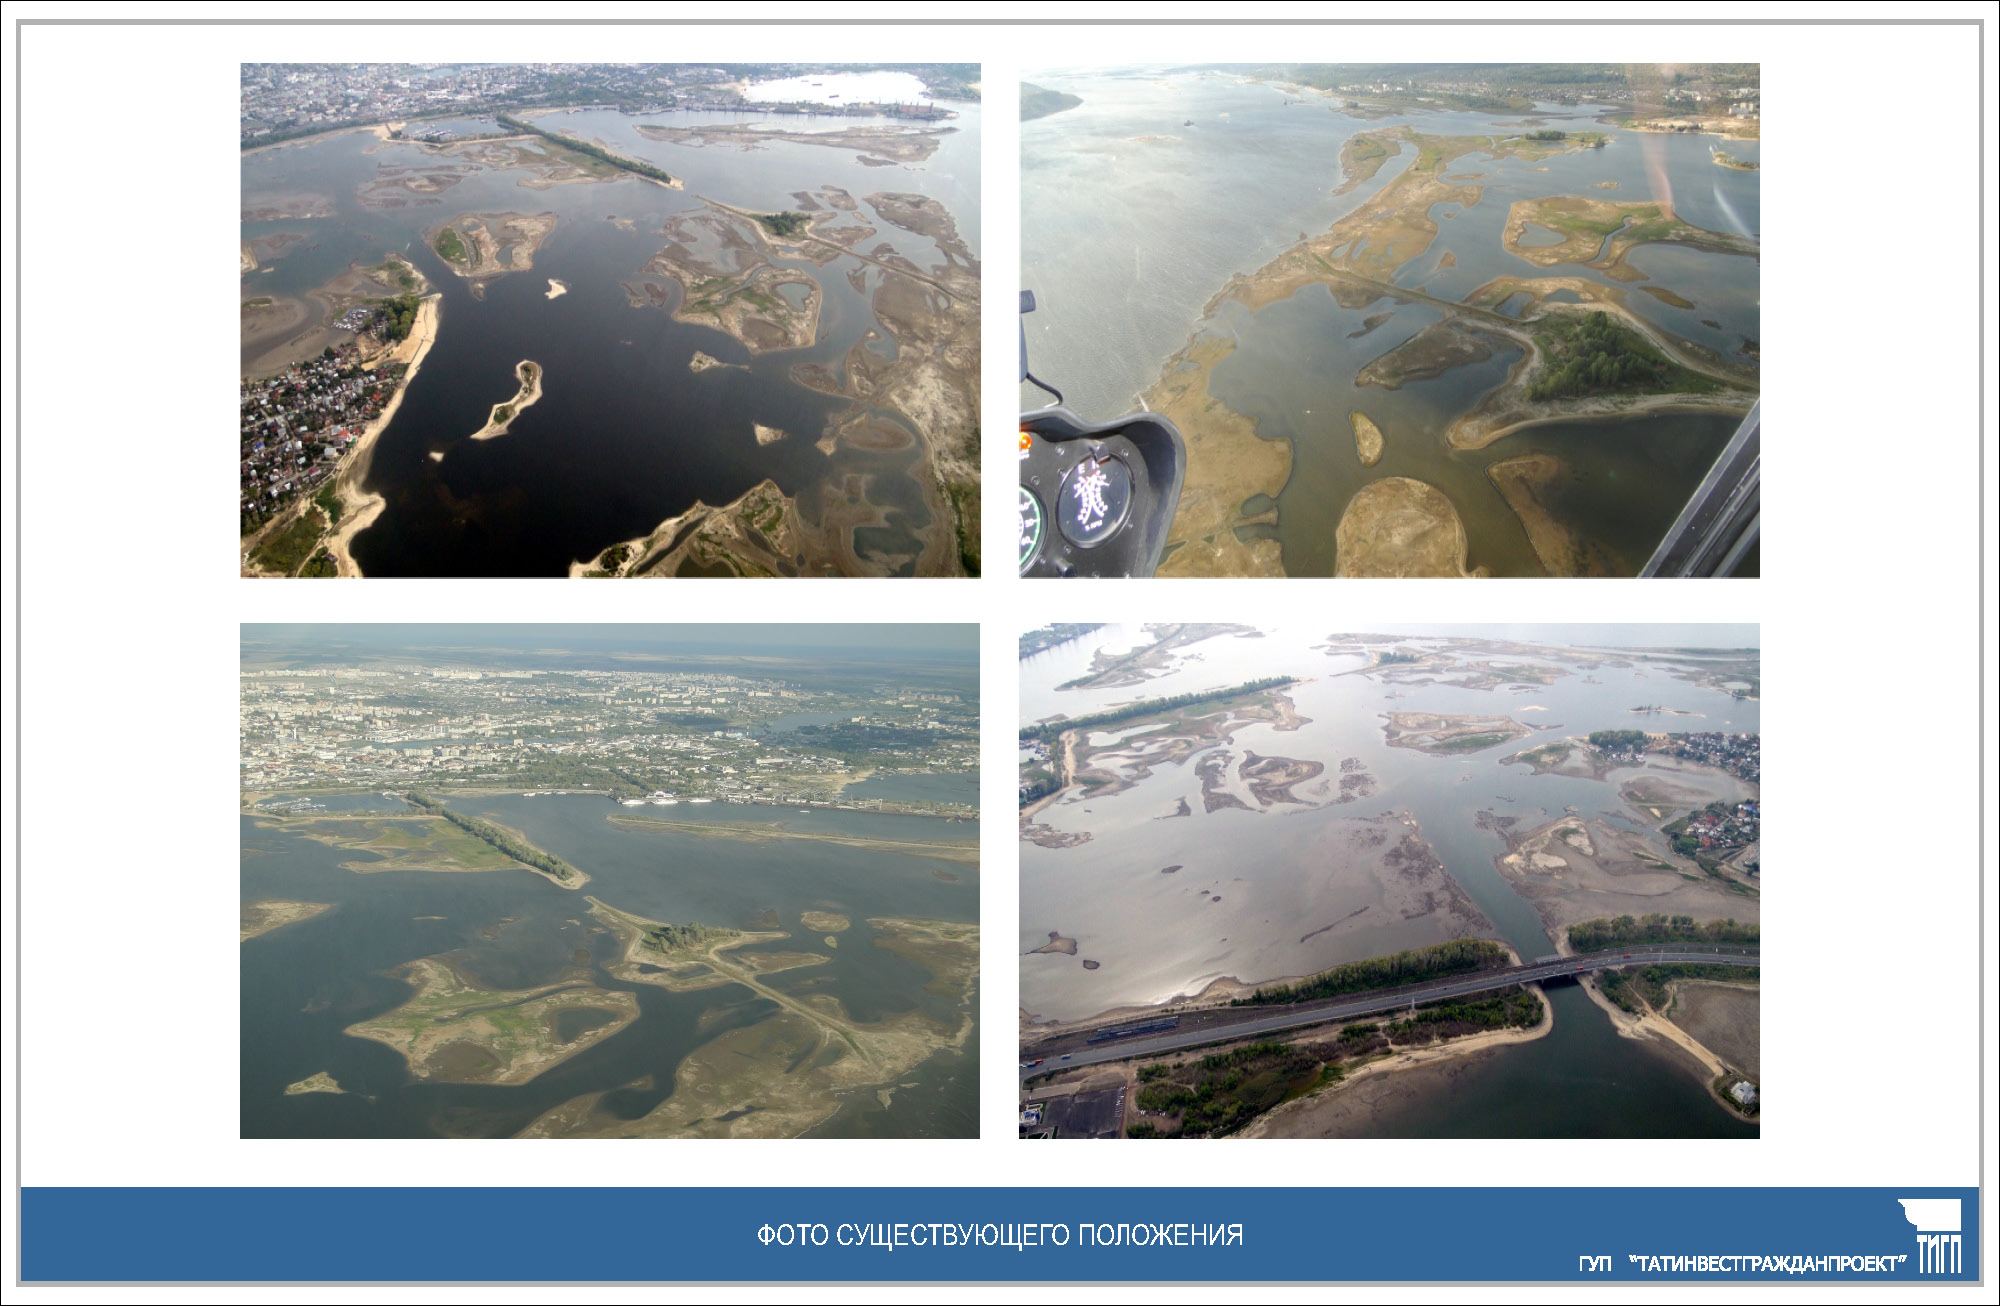 ФОТО СУЩЕСТВУЮЩЕГО ПОЛОЖЕНИЯ
ГУП "ТАТИНВЕСТГРАЖДАНПРОЕКТ"
ТИГП